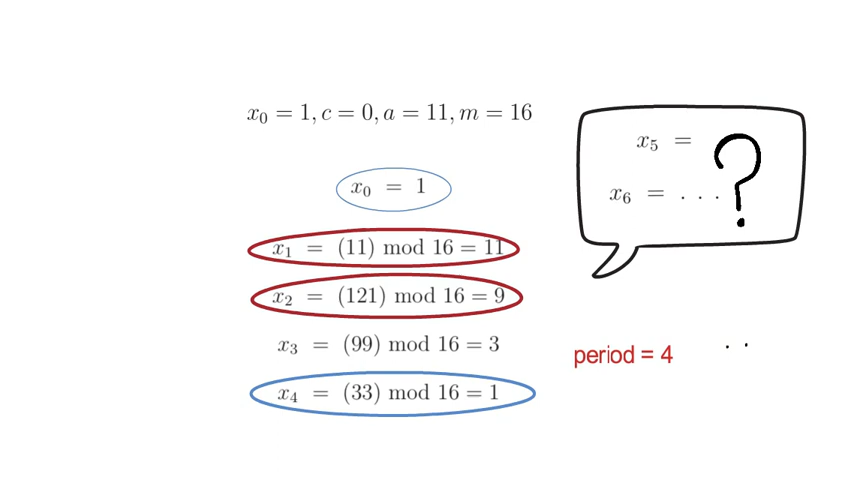 x₀ = 1, c = 0, a = 11, m = 16
x₀ = 1
x₁ = (11) mod 16 = 11
x₂ = (121) mod 16 = 9
x₃ = (99) mod 16 = 3
x₄ = (33) mod 16 = 1
x₅ =
x₆ = . . .
?
period = 4